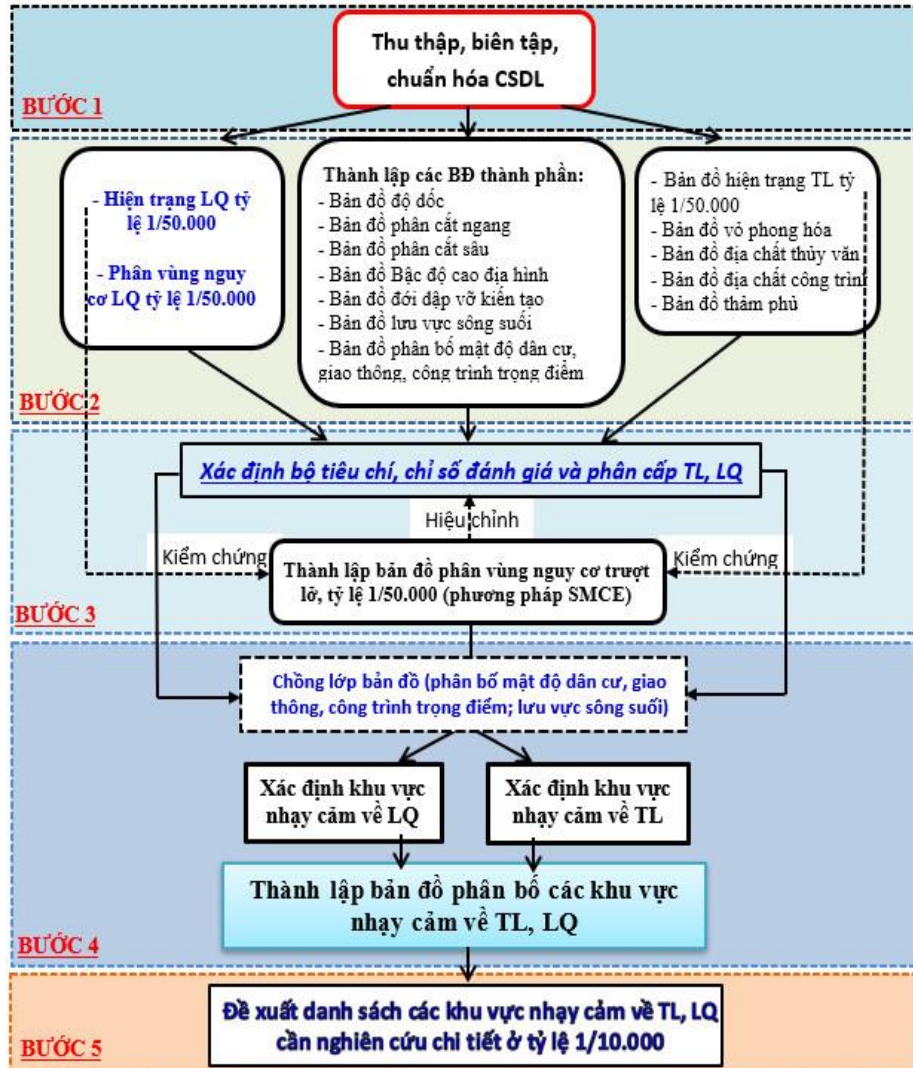 Thu thập, biên tập,
chuẩn hóa CSDL
BƯỚC 1
- Hiện trạng LQ tỷ
lệ 1/50.000
- Phân vùng nguy
cơ LQ tỷ lệ 1/50.000
Thành lập các BĐ thành phần:
- Bản đồ độ dốc
- Bản đồ phân cắt ngang
- Bản đồ phân cắt sâu
- Bản đồ Bậc độ cao địa hình
- Bản đồ đới dập vỡ kiến tạo
- Bản đồ lưu vực sông suối
- Bản đồ phân bố mật độ dân cư,
giao thông, công trình trọng điểm
- Bản đồ hiện trạng TL tỷ
lệ 1/50.000
- Bản đồ vỏ phong hóa
- Bản đồ địa chất thủy văn
- Bản đồ địa chất công trình
- Bản đồ thảm phủ
BƯỚC 2
Xác định bộ tiêu chí, chỉ số đánh giá và phân cấp TL, LQ
Hiệu chỉnh
Kiểm chứng
Kiểm chứng
Thành lập bản đồ phân vùng nguy cơ trượt
lở, tỷ lệ 1/50.000 (phương pháp SMCE)
BƯỚC 3
Chồng lớp bản đồ (phân bố mật độ dân cư, giao
thông, công trình trọng điểm; lưu vực sông suối)
Xác định khu vực
nhạy cảm về LQ
Xác định khu vực
nhạy cảm về TL
Thành lập bản đồ phân bố các khu vực
nhạy cảm về TL, LQ
BƯỚC 4
Đề xuất danh sách các khu vực nhạy cảm về TL, LQ
cần nghiên cứu chi tiết ở tỷ lệ 1/10.000
BƯỚC 5